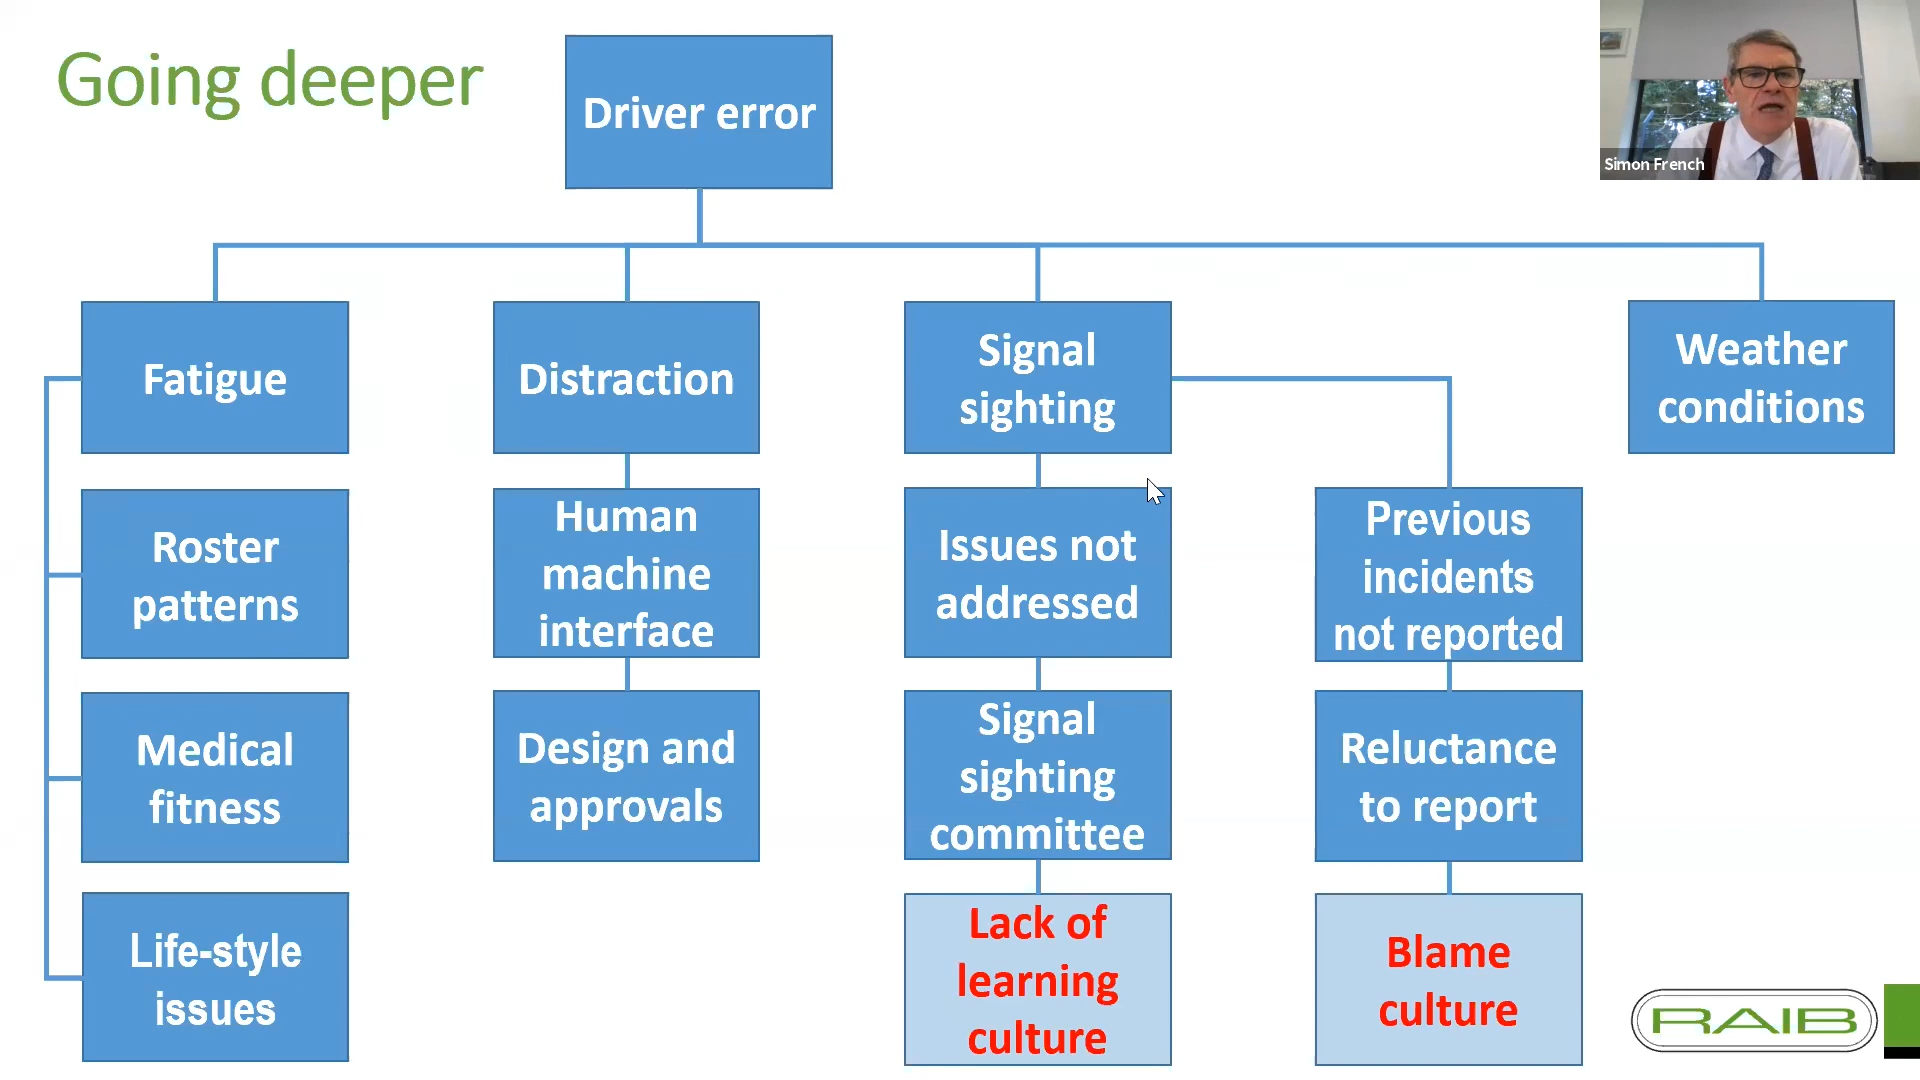 Going deeper
Driver error
Simon French
Fatigue
Distraction
Signal
sighting
Weather
conditions
Roster
patterns
Human
machine
interface
Issues not
addressed
Previous
incidents
not reported
Medical
fitness
Design and
approvals
Signal
sighting
committee
Reluctance
to report
Life-style
issues
Lack of
learning
culture
Blame
culture
RAIB